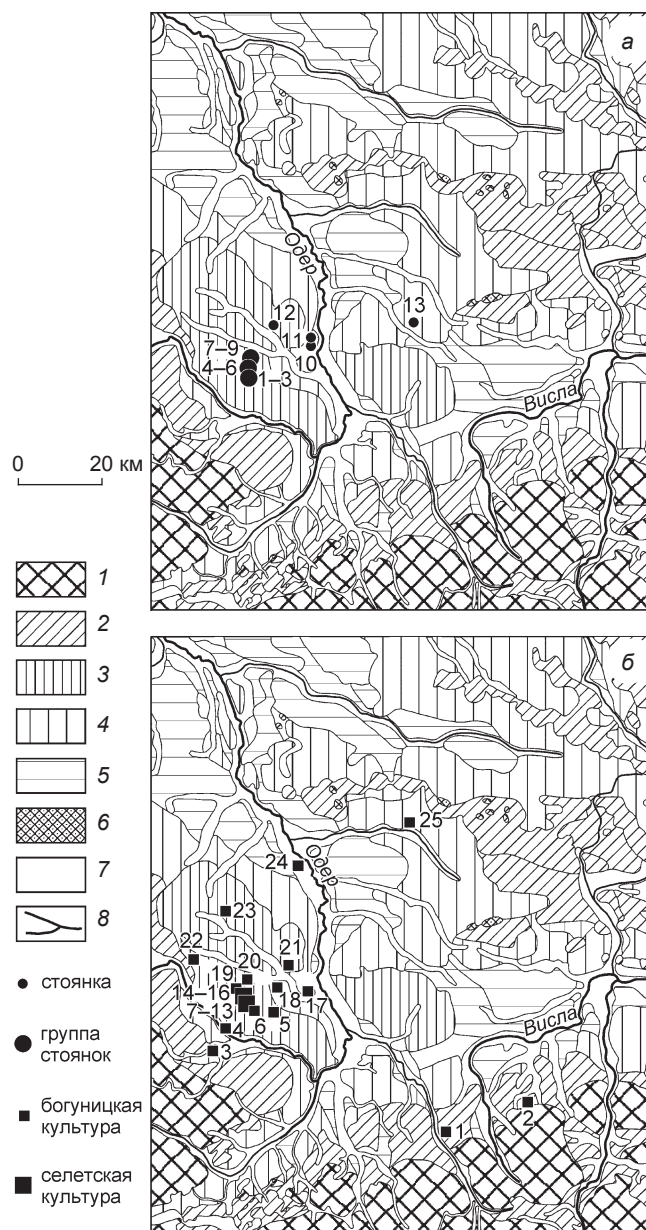 а
Одер
12
13
11
7–9
10
4–6
1–3
Висла
0 20 км
1
2
3
4
5
6
7
8
стоянка
группа
стоянок
богуницкая
культура
селетская
культура
б
25
24
Одер
23
22
21
20
19
14–16
18
17
7–13
4
6
5
3
Висла
2
1